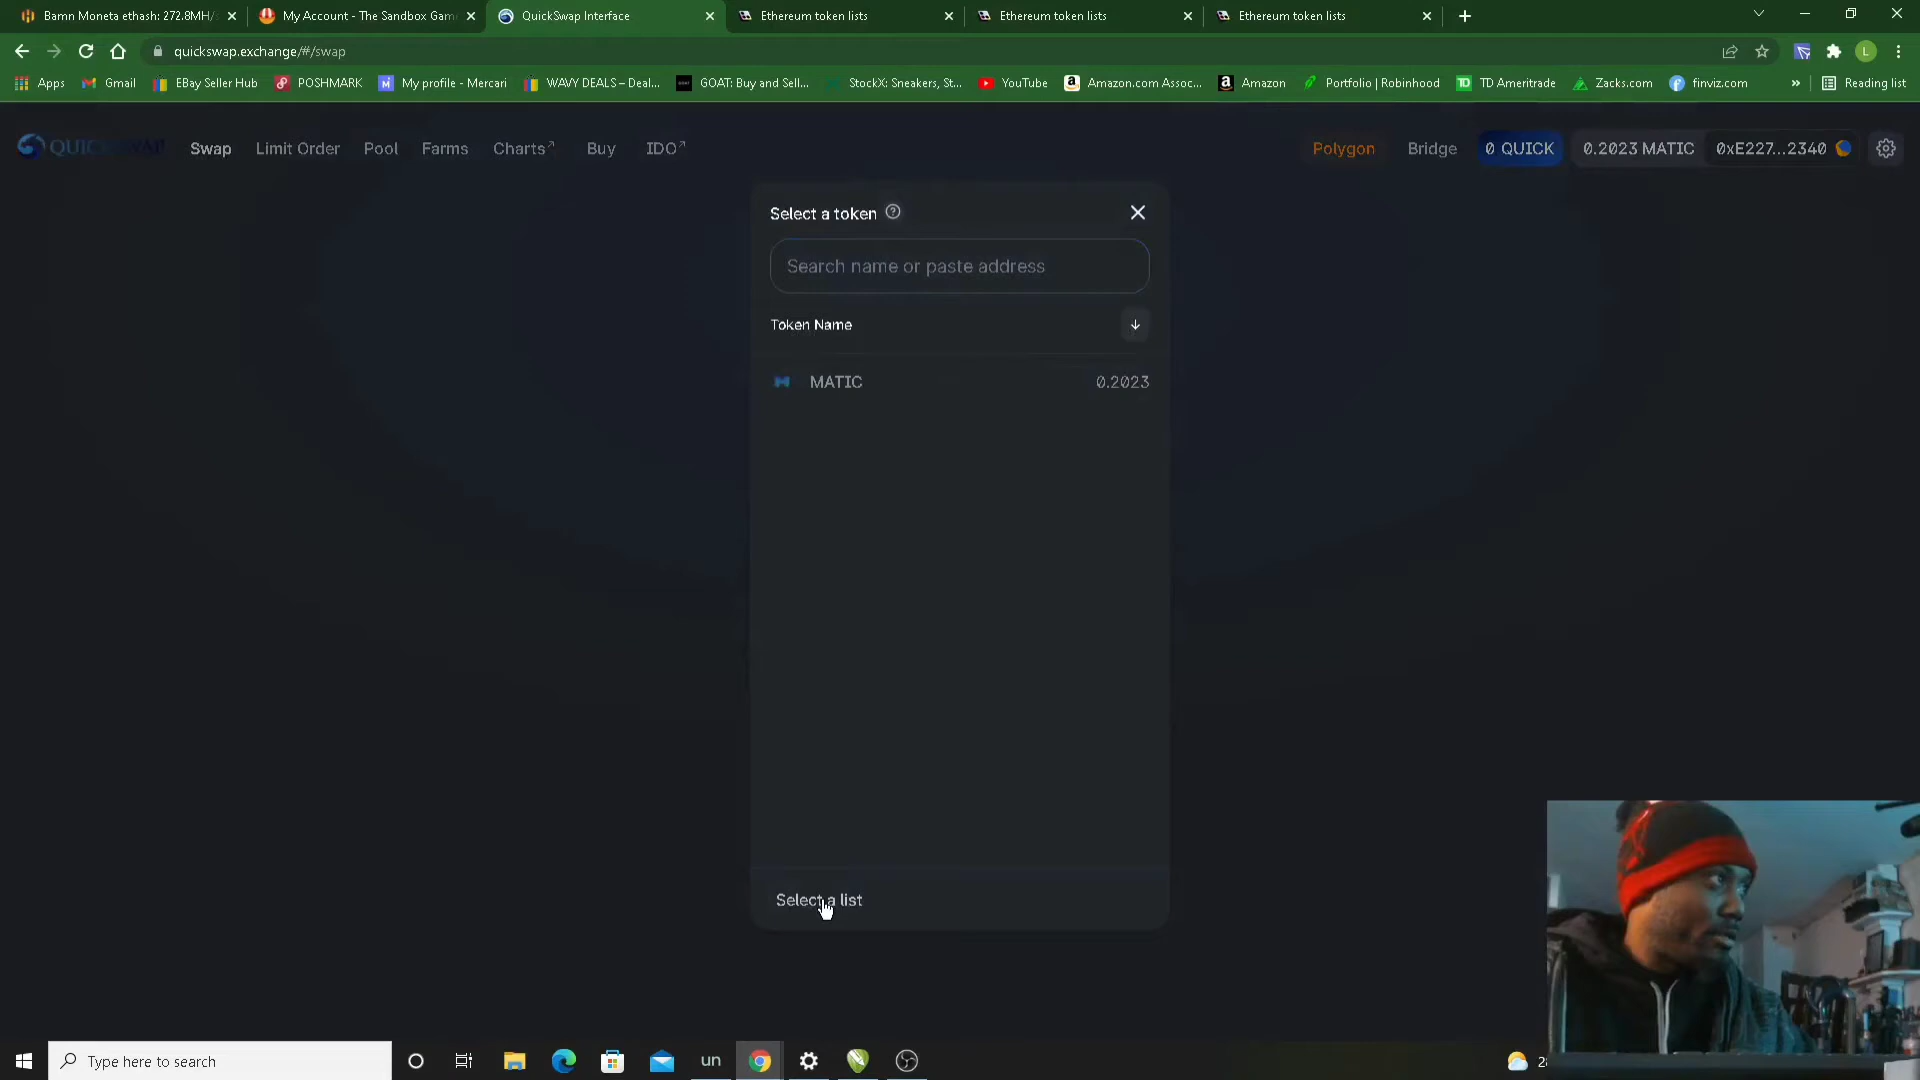 Bamn Moneta ethash: 272.8MH/
My Account - The Sandbox Gam
QuickSwap Interface
Ethereum token lists
Ethereum token lists
Ethereum token lists
quickswap.exchange/#/swap
L
Apps
Gmail
EBay Seller Hub
POSHMARK
My profile - Mercari
WAVY DEALS – Deal...
GOAT: Buy and Sell...
StockX: Sneakers, St...
YouTube
Amazon.com Assoc...
Amazon
Portfolio | Robinhood
TD Ameritrade
Zacks.com
finviz.com
»
Reading list
QUICKSWAP
Swap
Limit Order
Pool
Farms
Charts↗
Buy
IDO↗
Polygon
Bridge
0 QUICK
0.2023 MATIC
0xE227...2340
Select a token
Search name or paste address
Token Name
MATIC
0.2023
Select a list
Type here to search
un